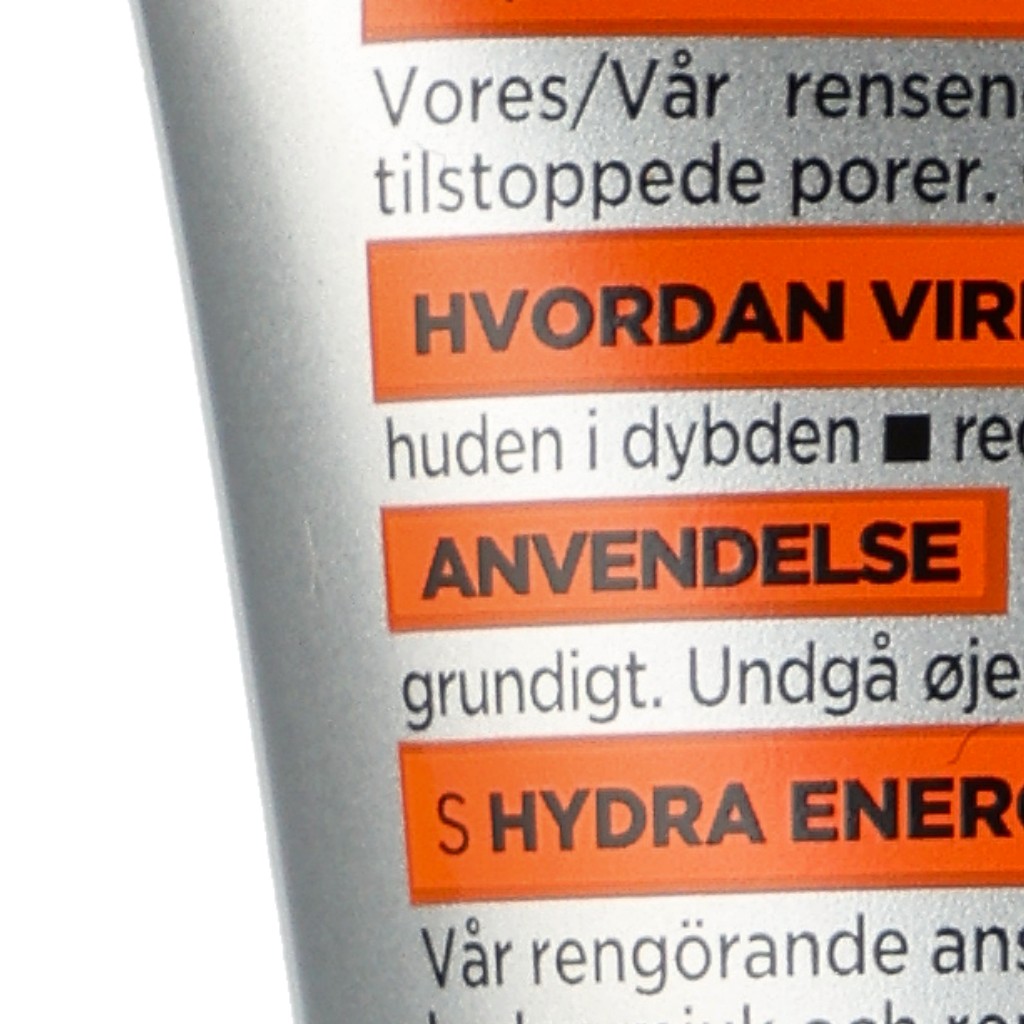 Vores/Vår rensen
tilstoppede porer.
HVORDAN VIR
huden i dybden ■ re
ANVENDELSE
grundigt. Undgå øje
S HYDRA ENER
Vår rengörande ans
och